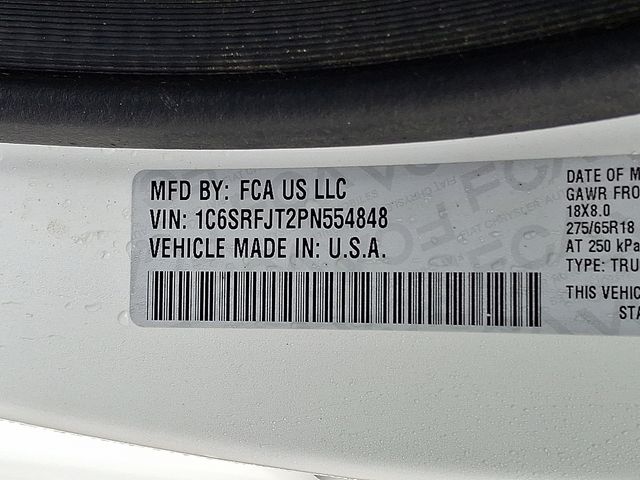 MFD BY: FCA US LLC
VIN: 1C6SRFJT2PN554848
VEHICLE MADE IN: U.S.A.
DATE OF M
GAWR FRON
18X8.0
275/65R18
AT 250 kPa
TYPE: TRU
THIS VEHIC
STA